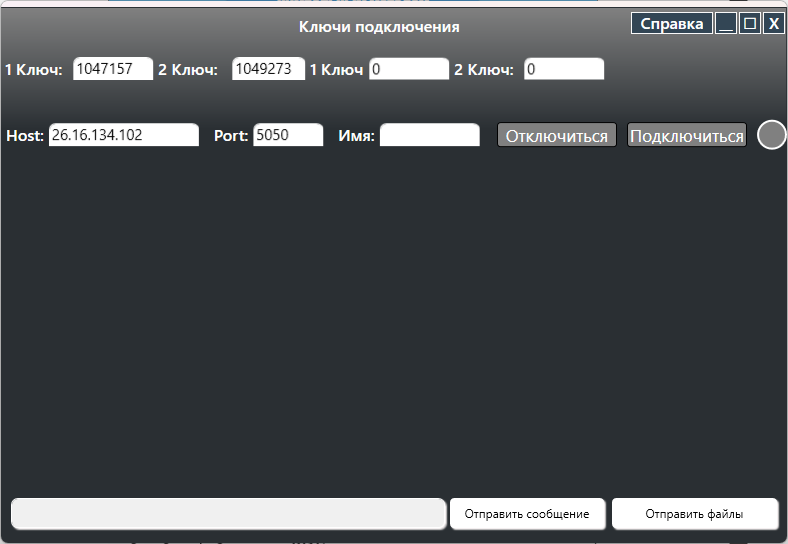 Ключи подключения
Справка _ □ X
1 Ключ: 1047157 2 Ключ: 1049273 1 Ключ 0 2 Ключ: 0
Host: 26.16.134.102 Port: 5050 Имя: Отключиться Подключиться
Отправить сообщение Отправить файлы